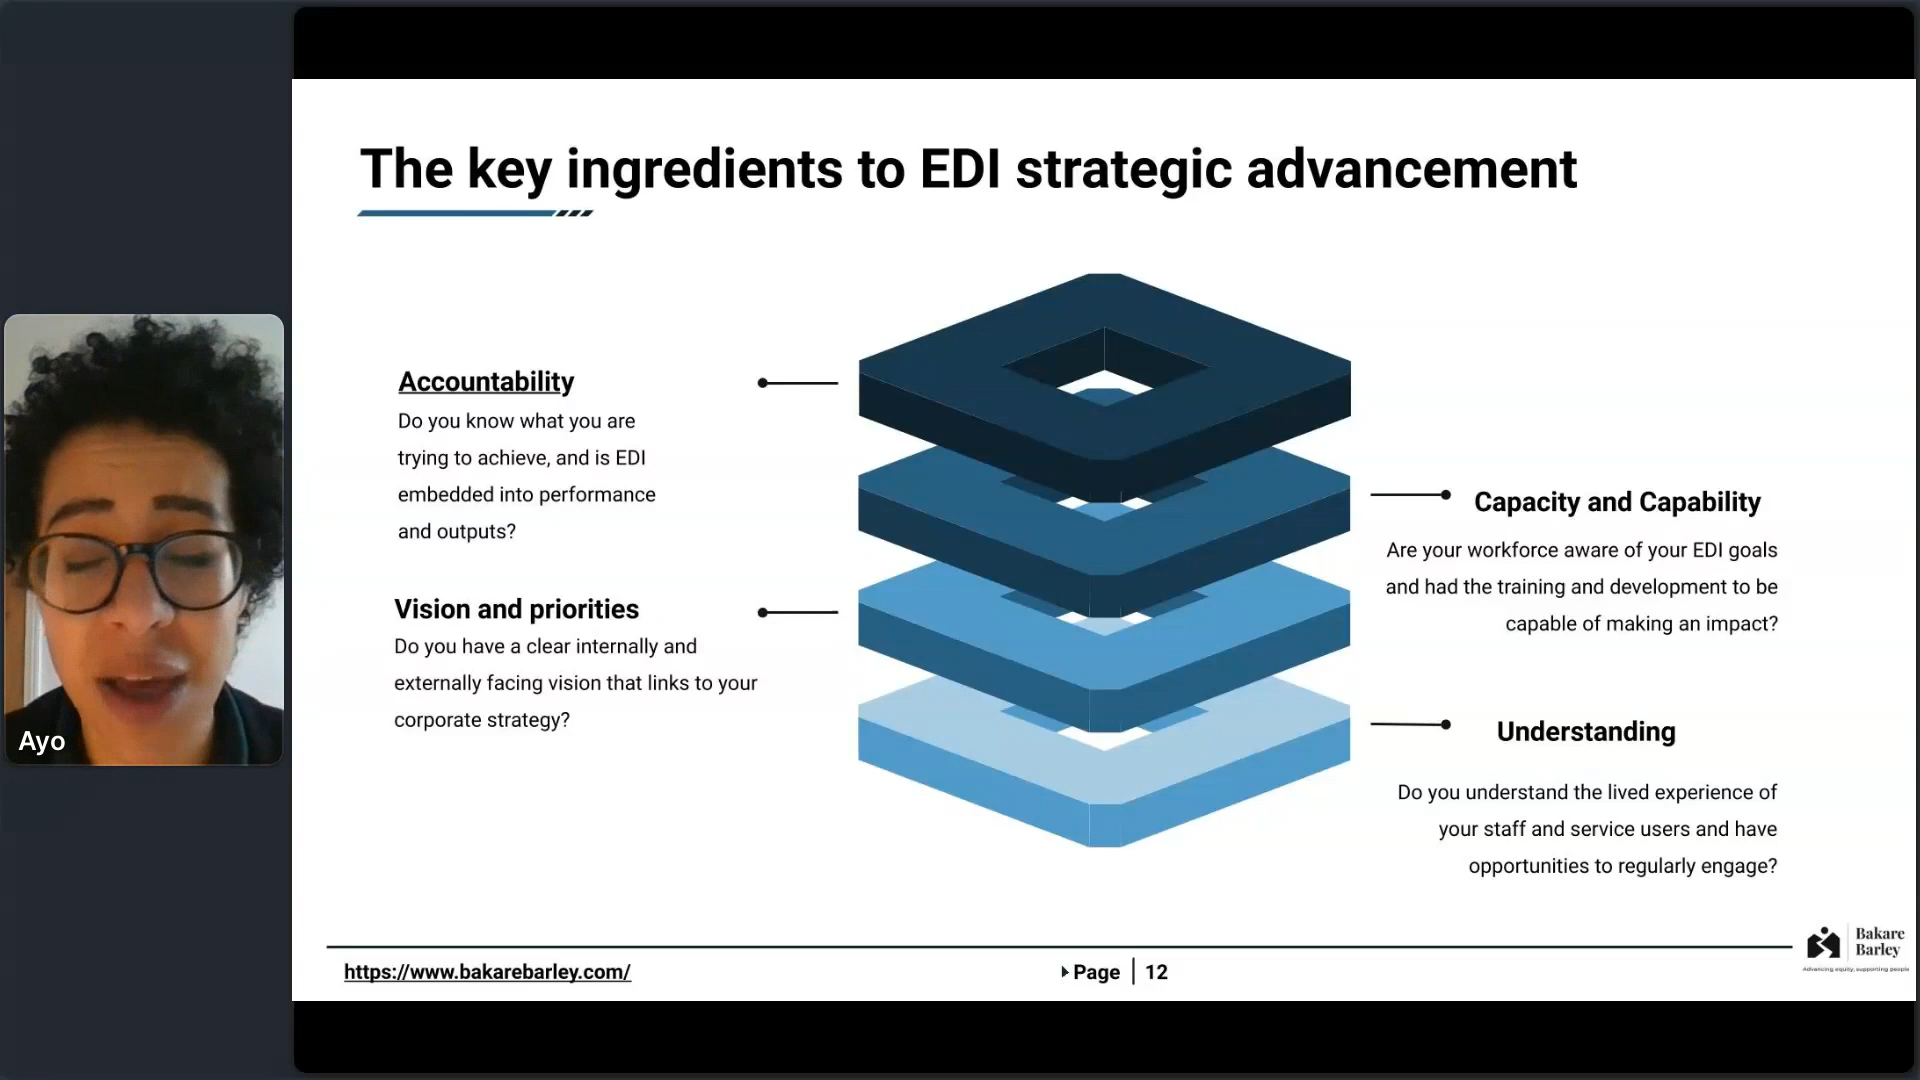 The key ingredients to EDI strategic advancement
Accountability
Do you know what you are
trying to achieve, and is EDI
embedded into performance
and outputs?
Capacity and Capability
Are your workforce aware of your EDI goals
and had the training and development to be
capable of making an impact?
Vision and priorities
Do you have a clear internally and
externally facing vision that links to your
corporate strategy?
Understanding
Do you understand the lived experience of
your staff and service users and have
opportunities to regularly engage?
Ayo
https://www.bakarebarley.com/
Page | 12
Bakare
Barley
Advancing equity, supporting people